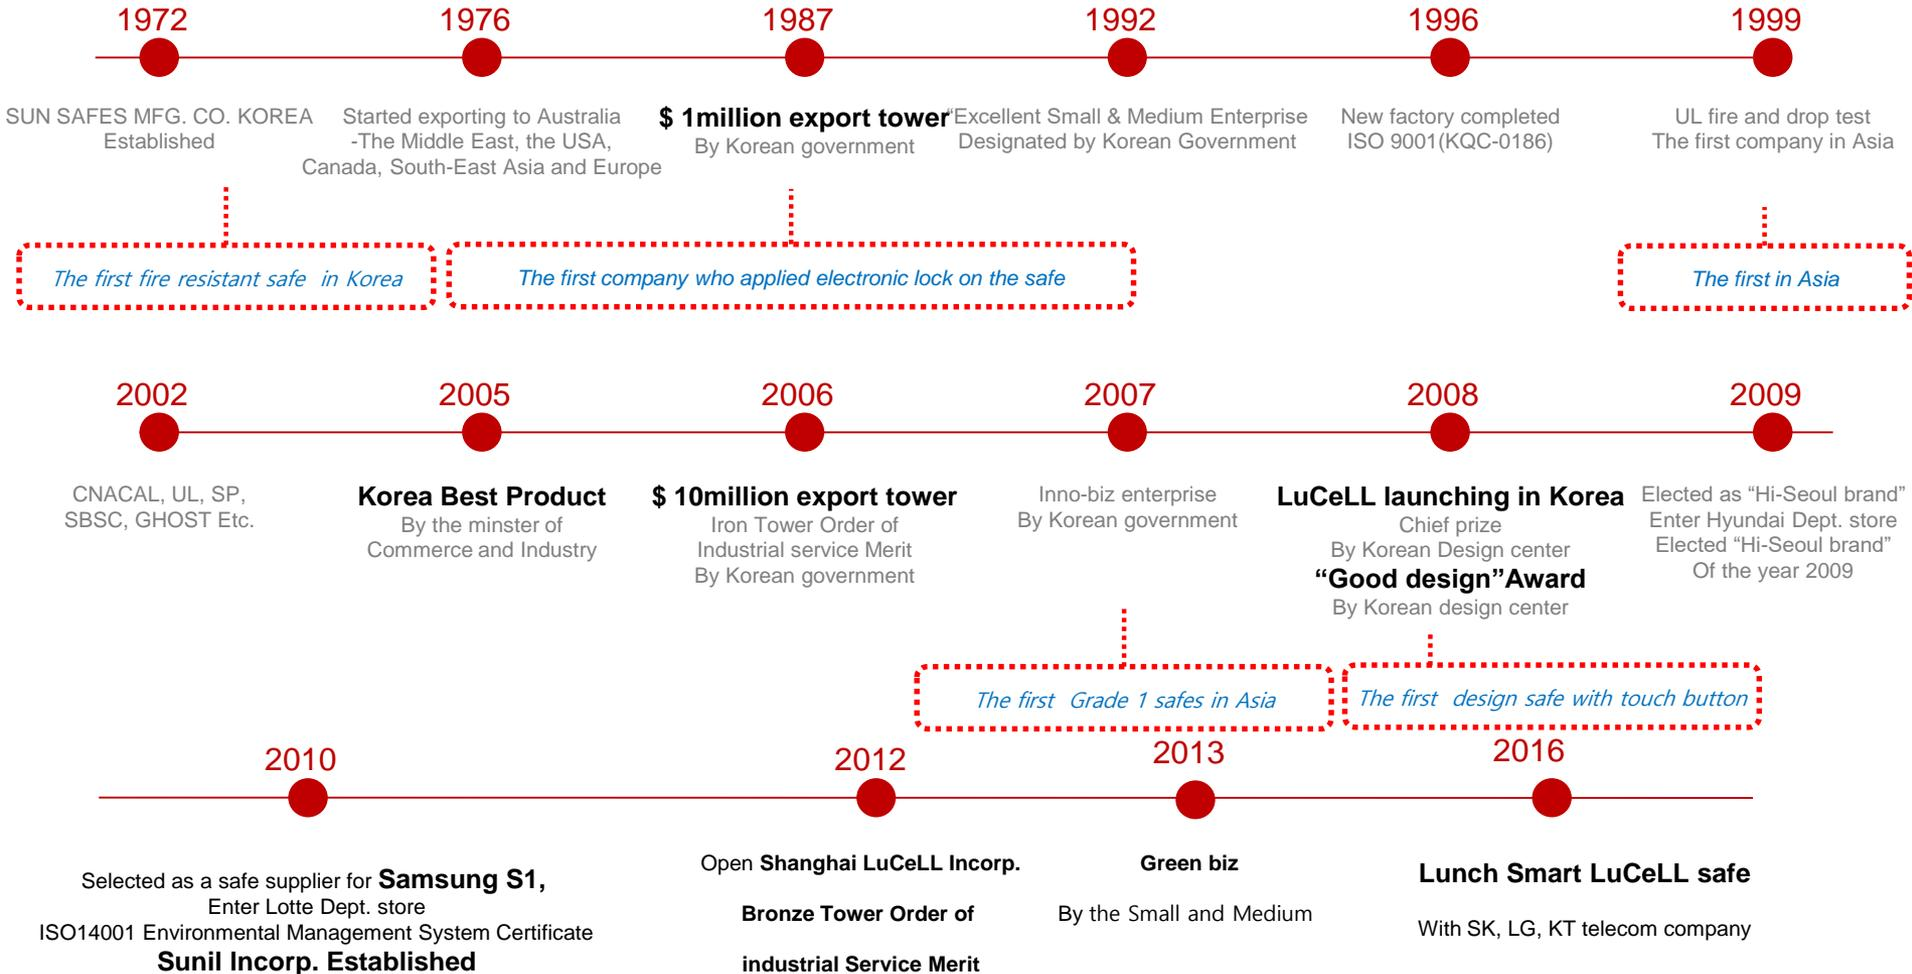 1972
1976
1987
1992
1996
1999
SUN SAFES MFG. CO. KOREA
Established
Started exporting to Australia
-The Middle East, the USA,
Canada, South-East Asia and Europe
$ 1million export tower
By Korean government
“Excellent Small & Medium Enterprise
Designated by Korean Government
New factory completed
ISO 9001(KQC-0186)
UL fire and drop test
The first company in Asia
The first fire resistant safe in Korea
The first company who applied electronic lock on the safe
The first in Asia
2002
2005
2006
2007
2008
2009
CNACAL, UL, SP,
SBSC, GHOST Etc.
Korea Best Product
By the minster of
Commerce and Industry
$ 10million export tower
Iron Tower Order of
Industrial service Merit
By Korean government
Inno-biz enterprise
By Korean government
LuCeLL launching in Korea
Chief prize
By Korean Design center
“Good design”Award
By Korean design center
Elected as “Hi-Seoul brand”
Enter Hyundai Dept. store
Elected “Hi-Seoul brand”
Of the year 2009
The first Grade 1 safes in Asia
The first design safe with touch button
2010
2012
2013
2016
Selected as a safe supplier for Samsung S1,
Enter Lotte Dept. store
ISO14001 Environmental Management System Certificate
Sunil Incorp. Established
Open Shanghai LuCeLL Incorp.
Bronze Tower Order of
industrial Service Merit
Green biz
By the Small and Medium
Lunch Smart LuCeLL safe
With SK, LG, KT telecom company